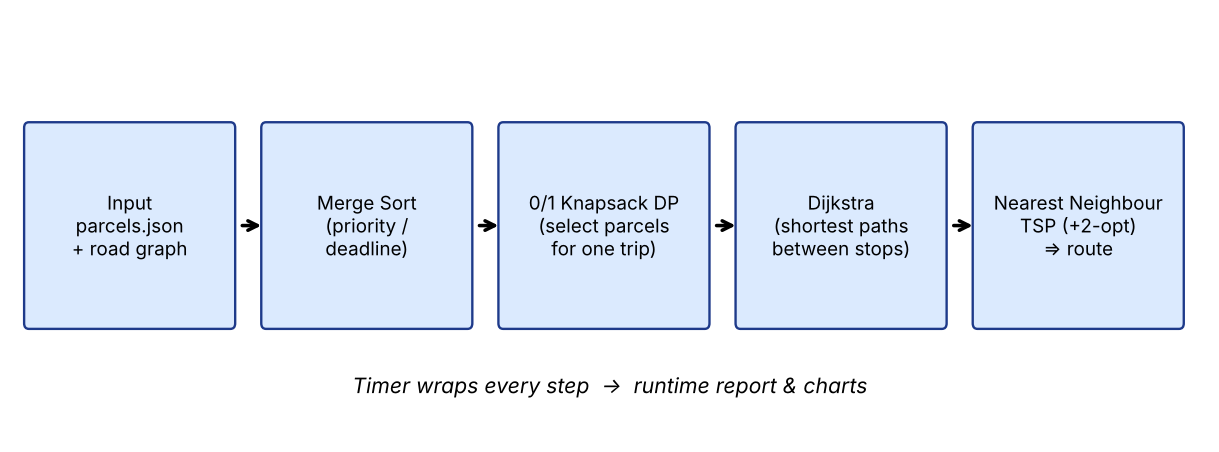 Input
parcels.json
+ road graph
Merge Sort
(priority /
deadline)
0/1 Knapsack DP
(select parcels
for one trip)
Dijkstra
(shortest paths
between stops)
Nearest Neighbour
TSP (+2-opt)
⇒ route
Timer wraps every step → runtime report & charts